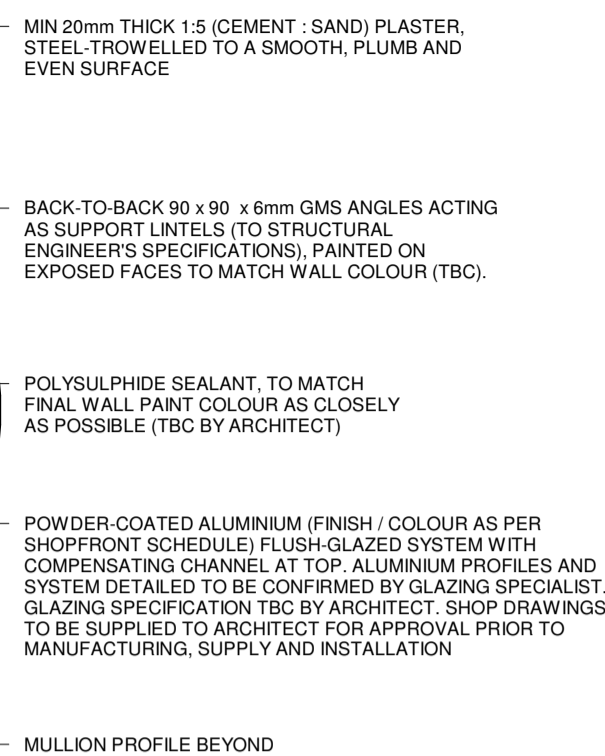 MIN 20mm THICK 1:5 (CEMENT : SAND) PLASTER,
STEEL-TROWELLED TO A SMOOTH, PLUMB AND
EVEN SURFACE
BACK-TO-BACK 90 x 90 x 6mm GMS ANGLES ACTING
AS SUPPORT LINTELS (TO STRUCTURAL
ENGINEER'S SPECIFICATIONS), PAINTED ON
EXPOSED FACES TO MATCH WALL COLOUR (TBC).
POLYSULPHIDE SEALANT, TO MATCH
FINAL WALL PAINT COLOUR AS CLOSELY
AS POSSIBLE (TBC BY ARCHITECT)
POWDER-COATED ALUMINIUM (FINISH / COLOUR AS PER
SHOPFRONT SCHEDULE) FLUSH-GLAZED SYSTEM WITH
COMPENSATING CHANNEL AT TOP. ALUMINIUM PROFILES AND
SYSTEM DETAILED TO BE CONFIRMED BY GLAZING SPECIALIST.
GLAZING SPECIFICATION TBC BY ARCHITECT. SHOP DRAWINGS
TO BE SUPPLIED TO ARCHITECT FOR APPROVAL PRIOR TO
MANUFACTURING, SUPPLY AND INSTALLATION
MULLION PROFILE BEYOND